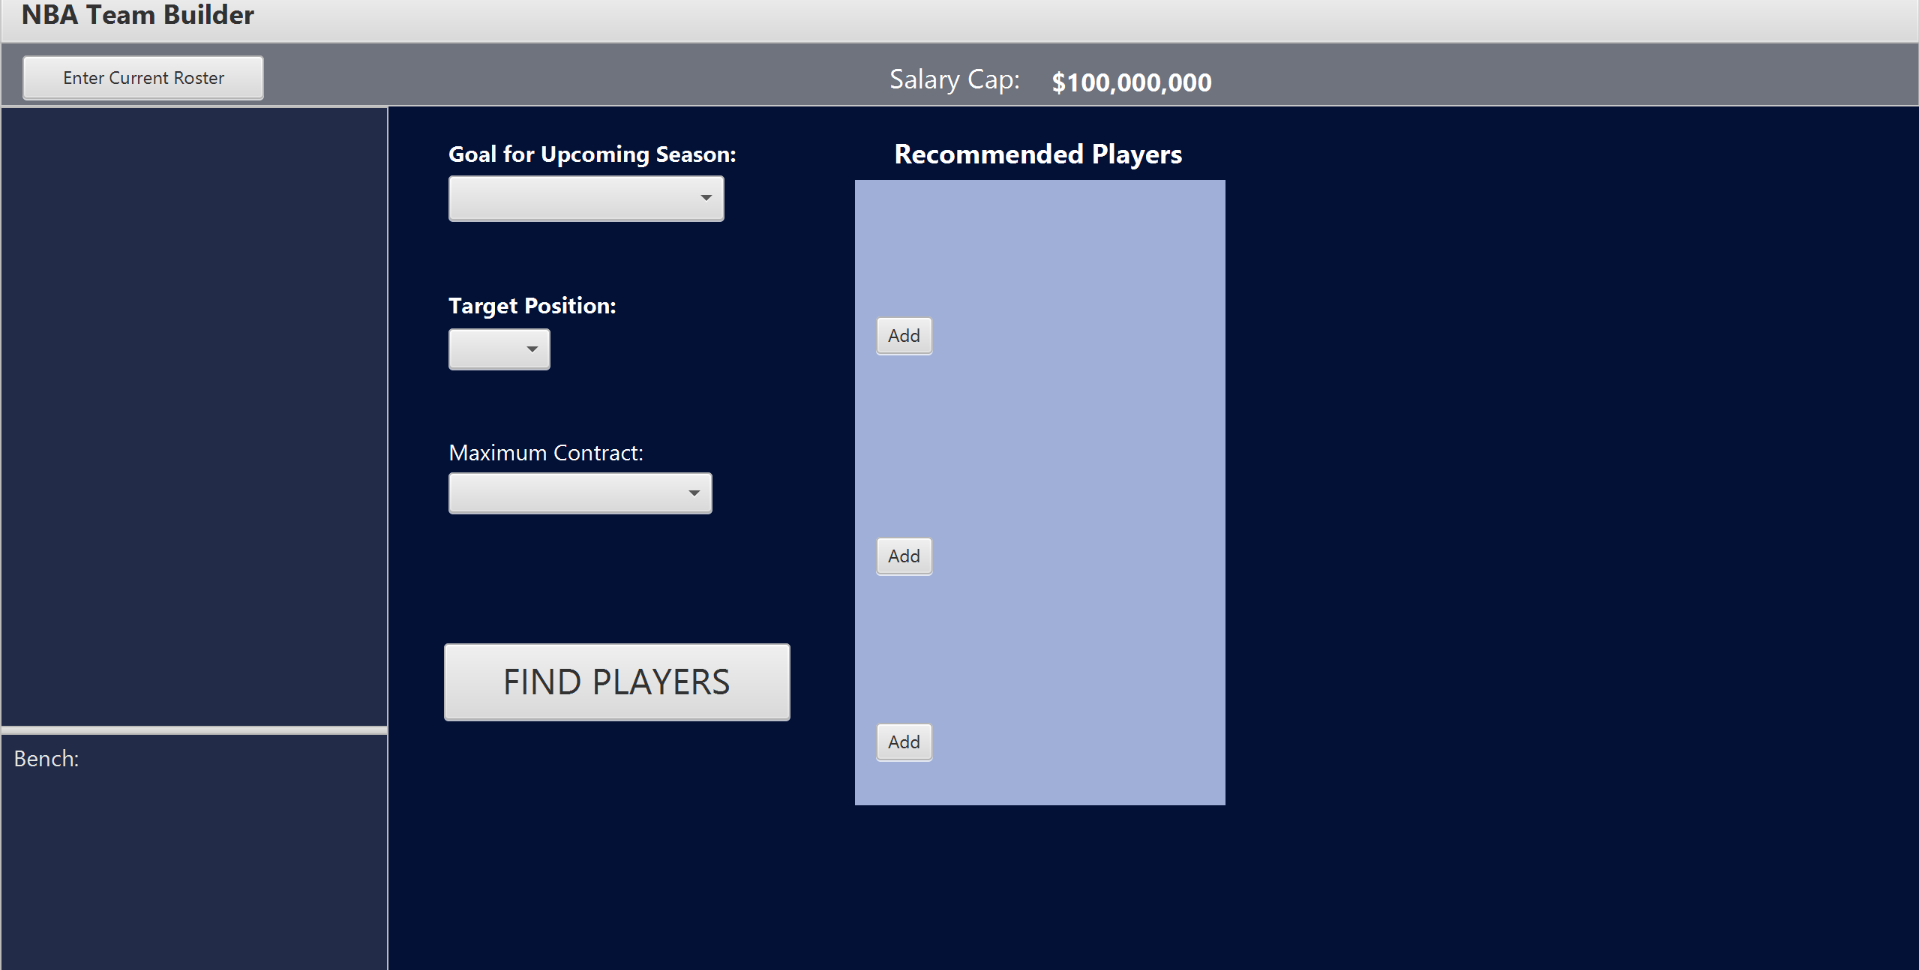 NBA Team Builder
Enter Current Roster
Salary Cap: $100,000,000
Goal for Upcoming Season:
Recommended Players
Target Position:
Add
Maximum Contract:
Add
FIND PLAYERS
Add
Bench: